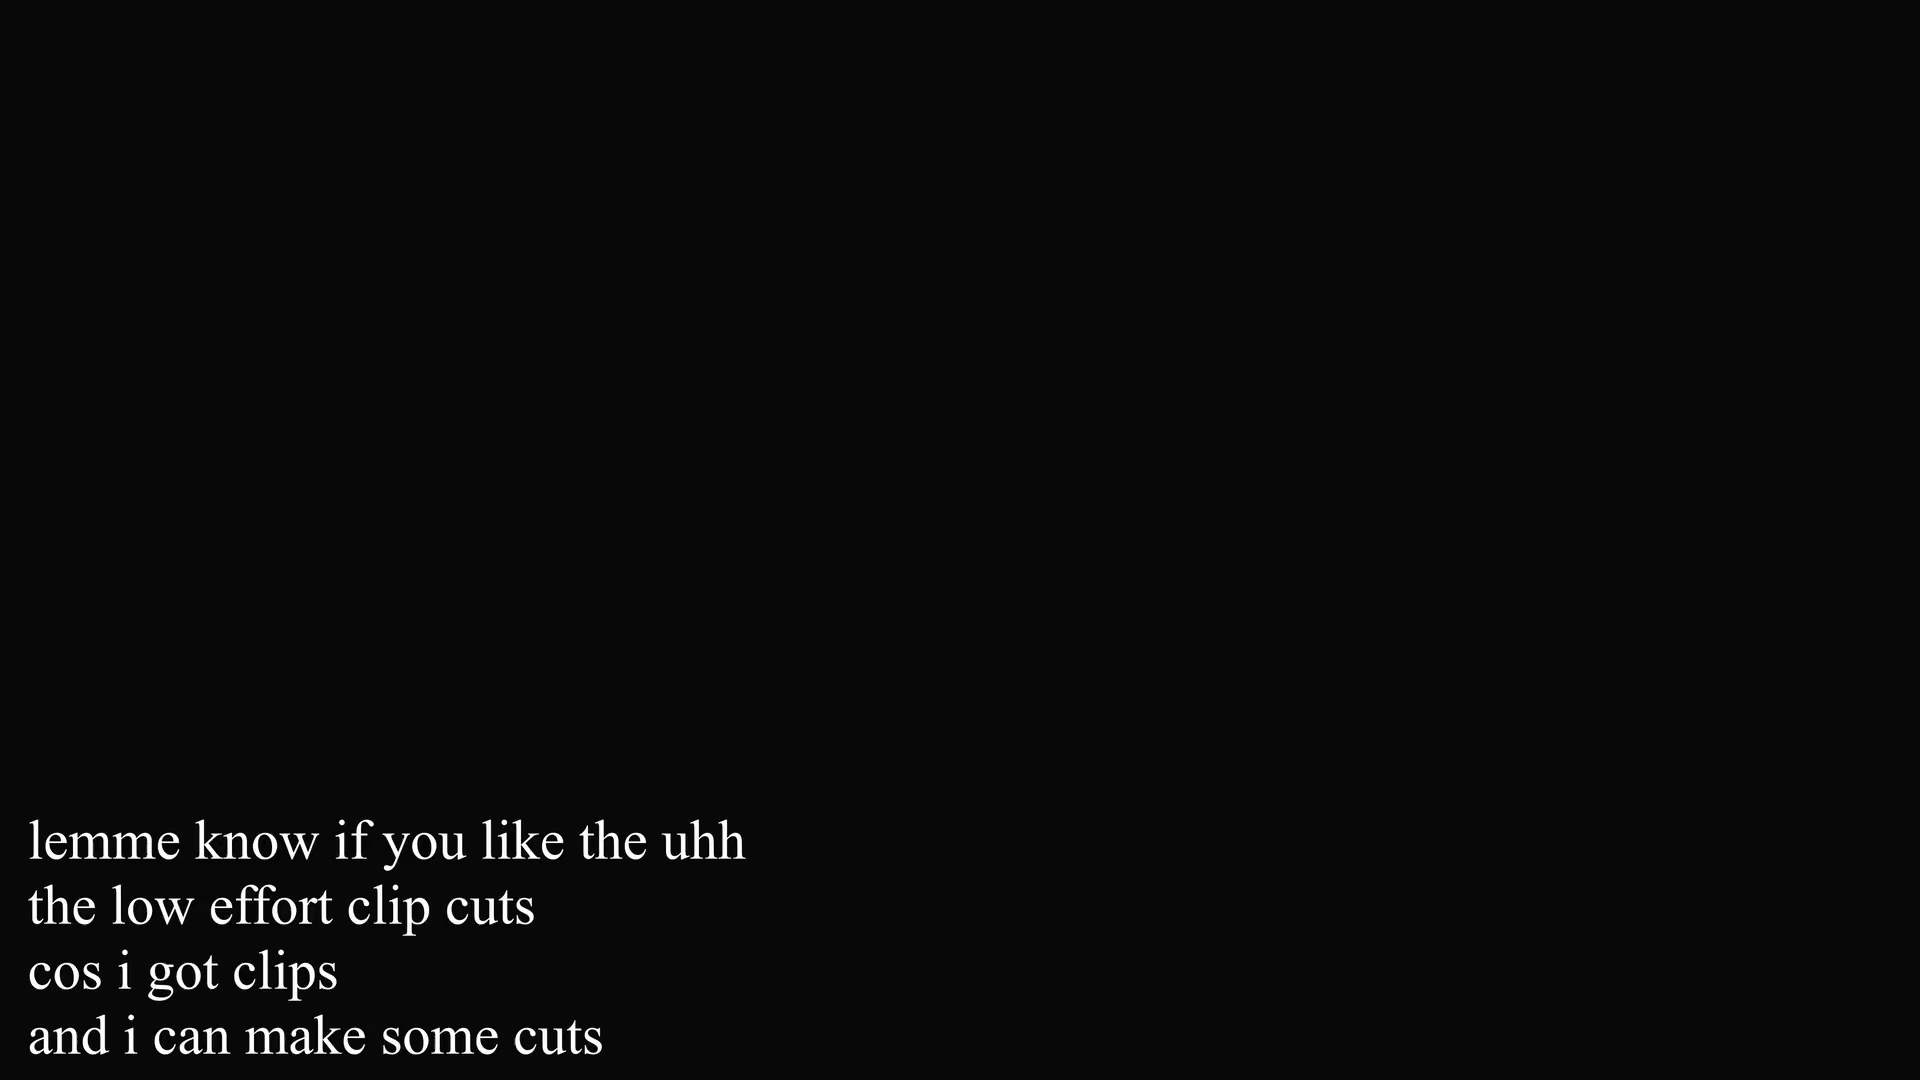 lemme know if you like the uhh
the low effort clip cuts
cos i got clips
and i can make some cuts